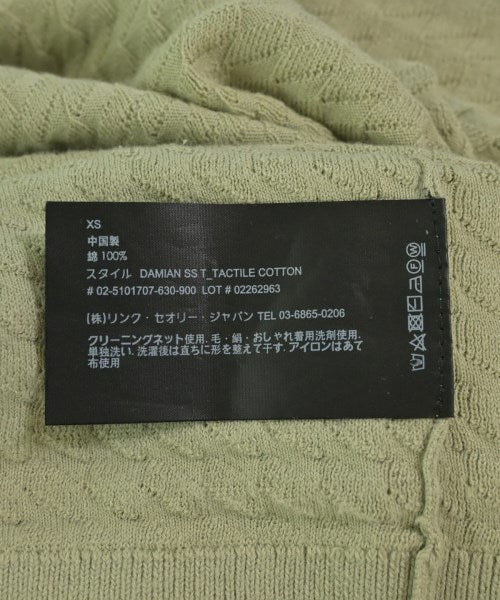 XS
中国製
綿 100%
スタイル DAMIAN SS T_TACTILE COTTON
# 02-5101707-630-900 LOT # 02262963
(株)リンク・セオリー・ジャパン TEL 03-6865-0206
クリーニングネット使用. 毛・絹・おしゃれ着用洗剤使用.
単独洗い. 洗濯後は直ちに形を整えて干す. アイロンはあて
布使用